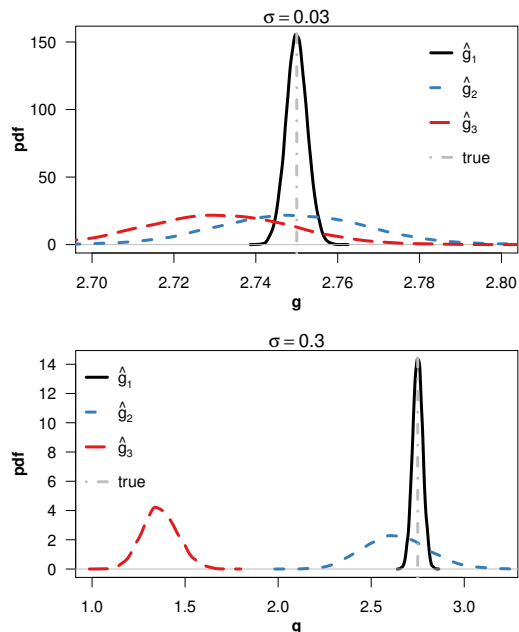 σ = 0.03
pdf
150
100
50
0
ĝ₁
ĝ₂
ĝ₃
true
2.70 2.72 2.74 2.76 2.78 2.80
g
σ = 0.3
pdf
14
12
10
8
6
4
2
0
ĝ₁
ĝ₂
ĝ₃
true
1.0 1.5 2.0 2.5 3.0
g